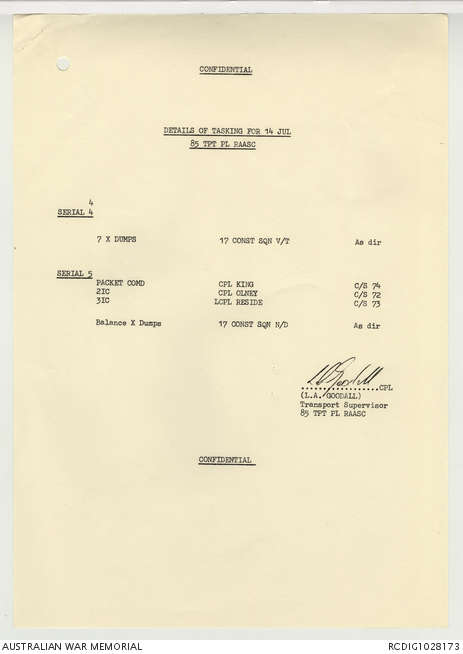 CONFIDENTIAL
DETAILS OF TASKING FOR 14 JUL
85 TPT PL RAASC
4
SERIAL 4
7 X DUMPS 17 CONST SQN V/T As dir
SERIAL 5
PACKET COMD CPL KING C/S 74
2IC CPL OLNEY C/S 72
3IC LCPL RESIDE C/S 73
Balance X Dumps 17 CONST SQN N/D As dir
LAGoodall
...............CPL
(L.A. GOODALL)
Transport Supervisor
85 TPT PL RAASC
CONFIDENTIAL
AUSTRALIAN WAR MEMORIAL RCDIG1028173